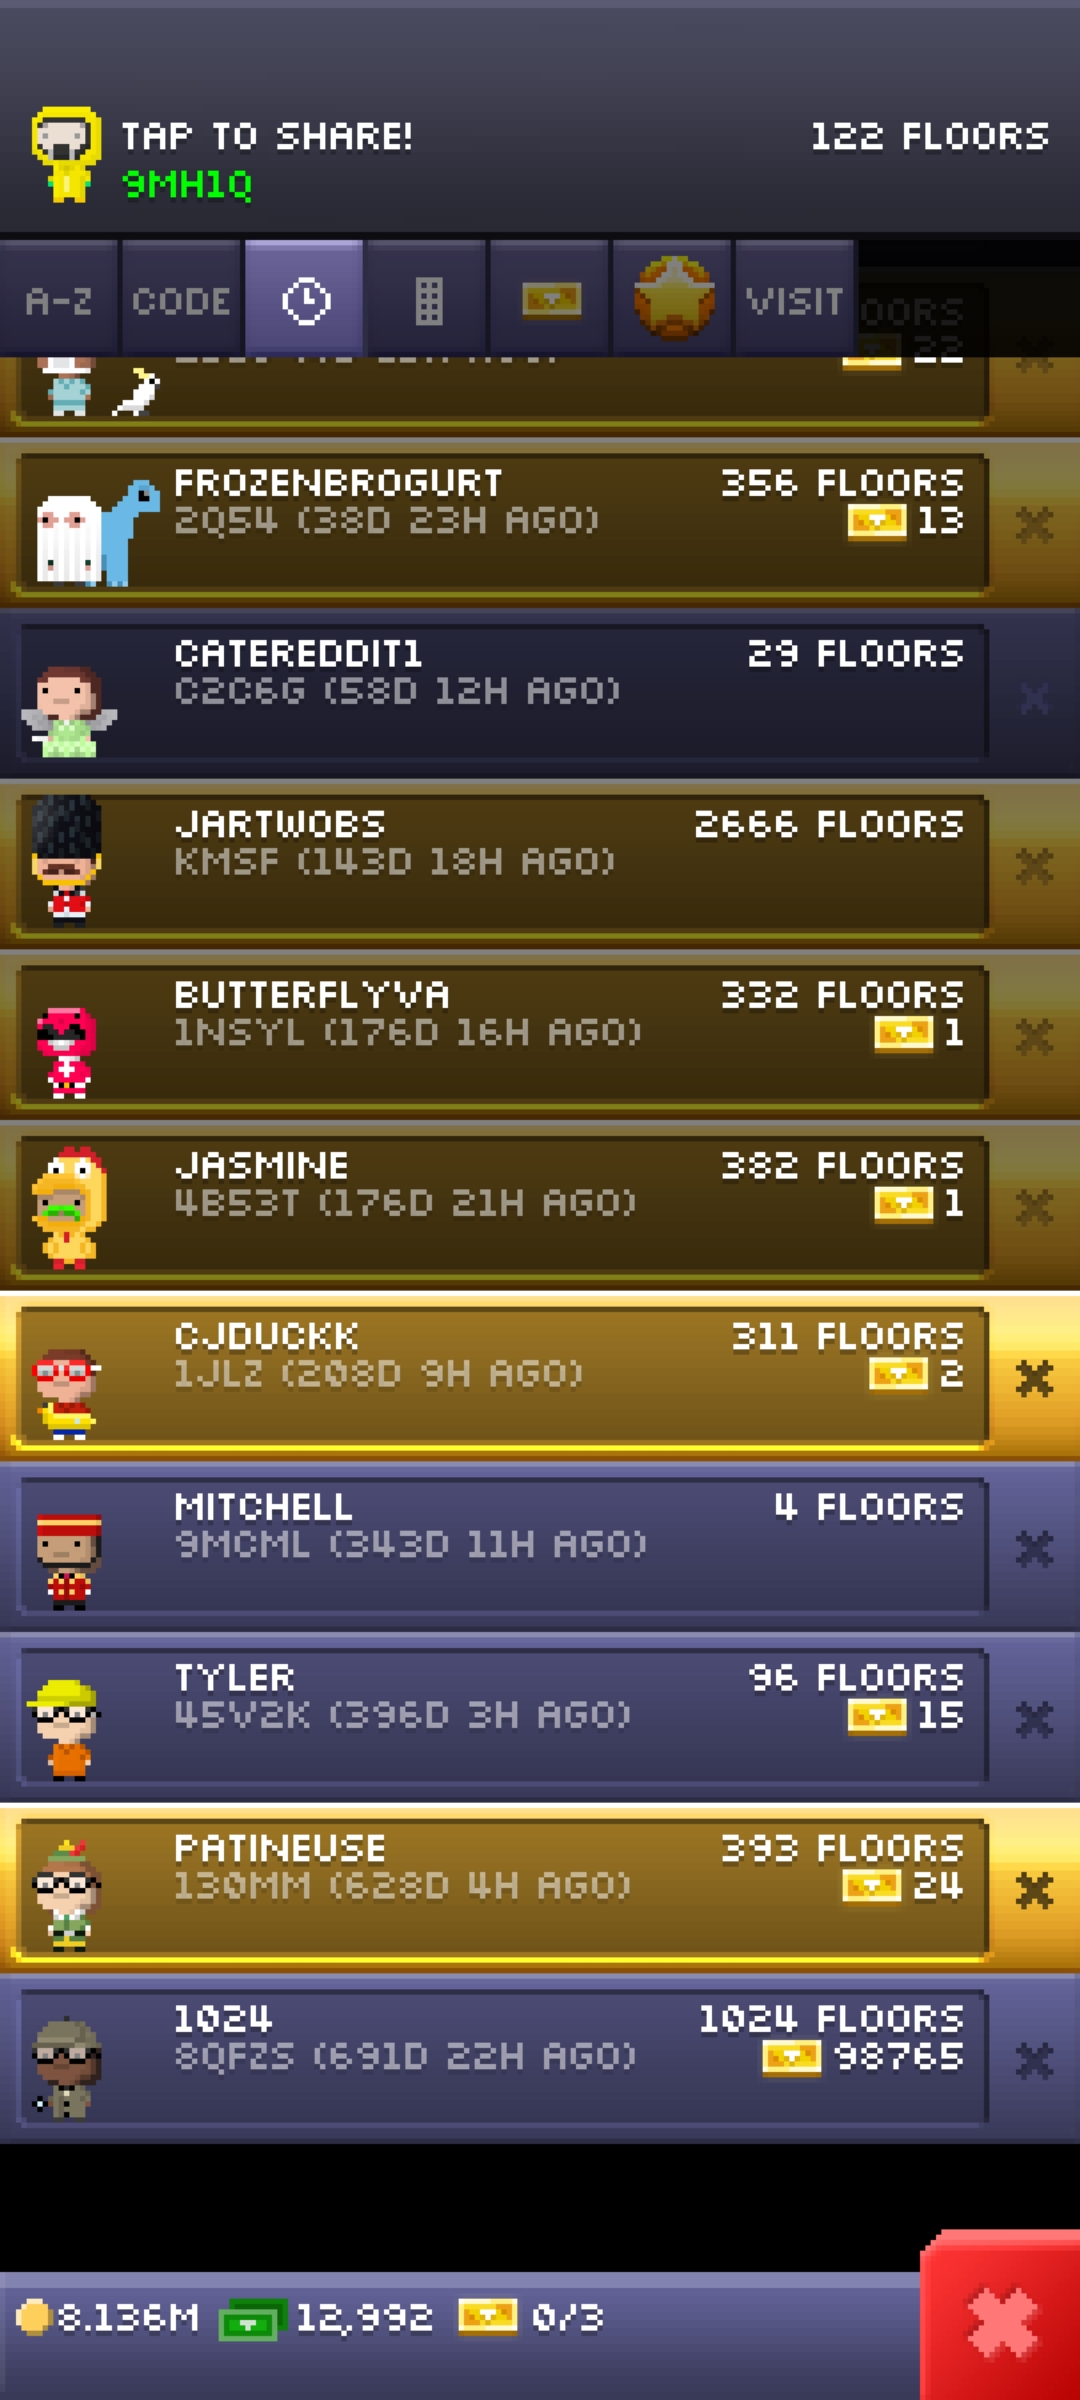 TAP TO SHARE!
122 FLOORS
9MH1Q
A-Z CODE VISIT
22
FROZENBROGURT 356 FLOORS
2Q54 (38D 23H AGO) 13
CATEREDDIT1 29 FLOORS
C2C6G (58D 12H AGO)
JARTWOBS 2666 FLOORS
KMSF (143D 18H AGO)
BUTTERFLYVA 332 FLOORS
1NSYL (176D 16H AGO) 1
JASMINE 382 FLOORS
4B53T (176D 21H AGO) 1
CJDUCKK 311 FLOORS
1JLZ (208D 9H AGO) 2
MITCHELL 4 FLOORS
9MCML (343D 11H AGO)
TYLER 96 FLOORS
45V2K (396D 3H AGO) 15
PATINEUSE 393 FLOORS
130MM (628D 4H AGO) 24
1024 1024 FLOORS
8QFZS (691D 22H AGO) 98765
8.136M 12,992 0/3